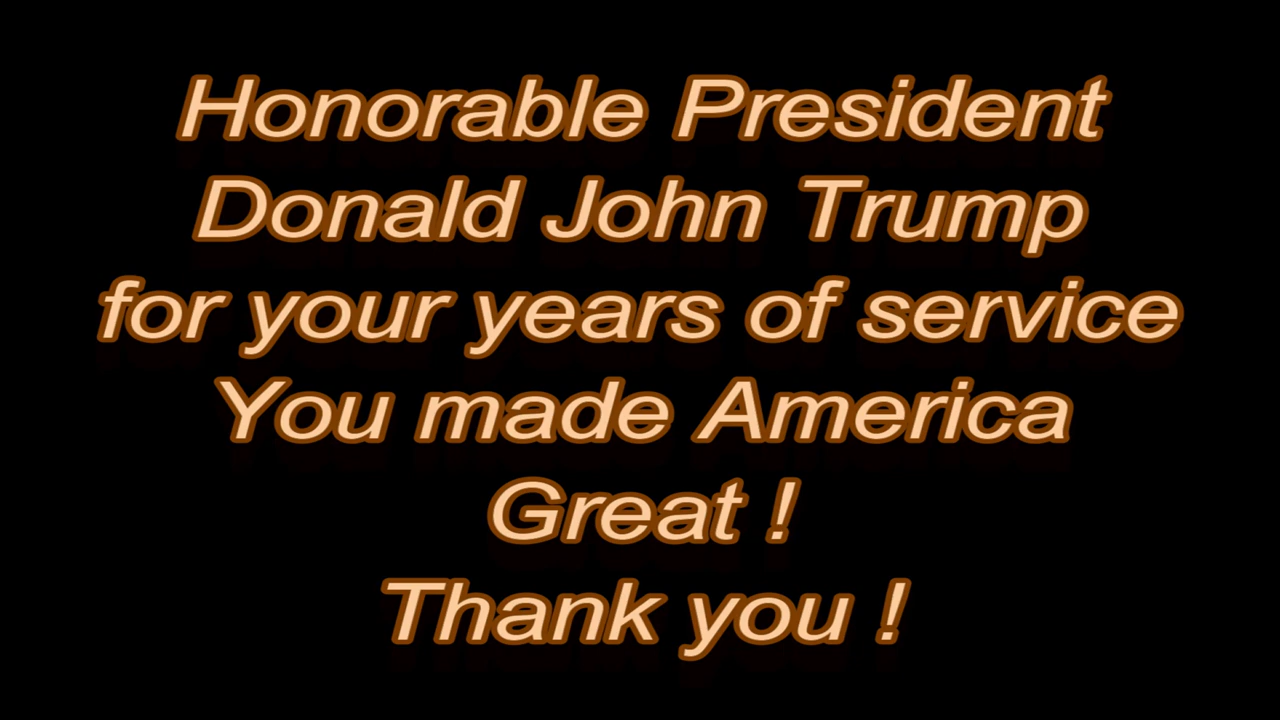 Honorable President
Donald John Trump
for your years of service
You made America
Great !
Thank you !